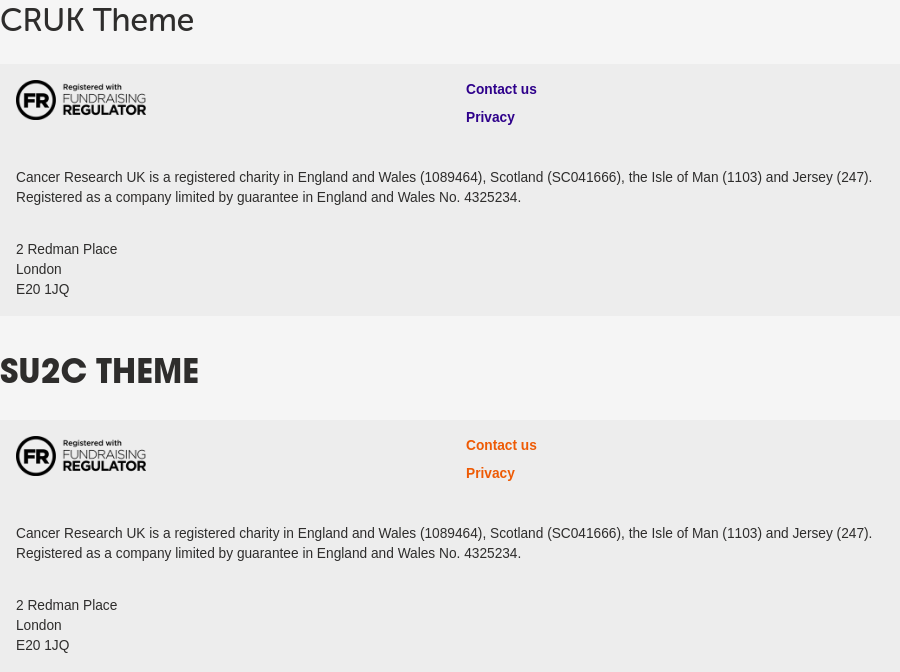 CRUK Theme
FR Registered with
FUNDRAISING
REGULATOR
Contact us
Privacy
Cancer Research UK is a registered charity in England and Wales (1089464), Scotland (SC041666), the Isle of Man (1103) and Jersey (247).
Registered as a company limited by guarantee in England and Wales No. 4325234.
2 Redman Place
London
E20 1JQ
SU2C THEME
FR Registered with
FUNDRAISING
REGULATOR
Contact us
Privacy
Cancer Research UK is a registered charity in England and Wales (1089464), Scotland (SC041666), the Isle of Man (1103) and Jersey (247).
Registered as a company limited by guarantee in England and Wales No. 4325234.
2 Redman Place
London
E20 1JQ